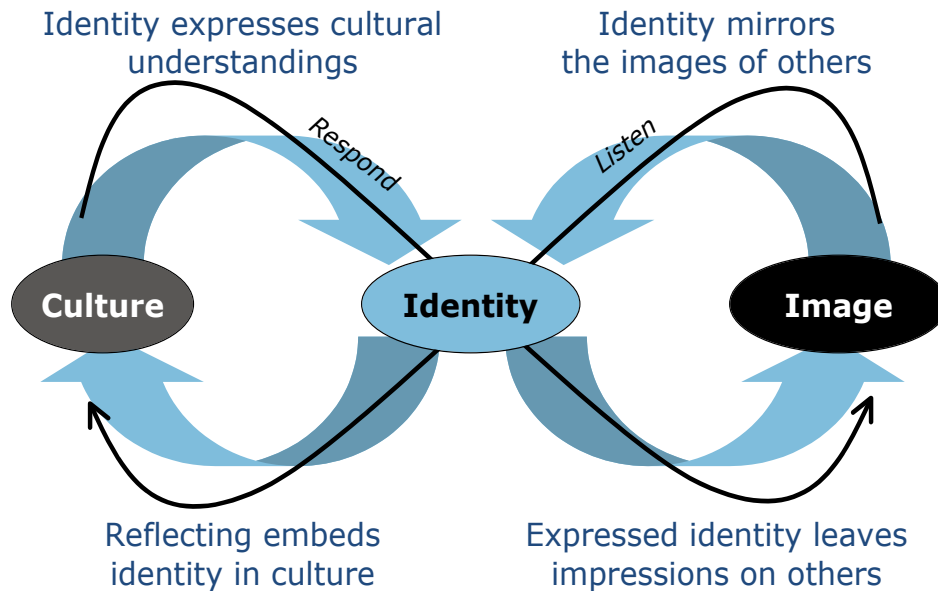 Identity expresses cultural
understandings
Identity mirrors
the images of others
Respond
Listen
Culture
Identity
Image
Reflecting embeds
identity in culture
Expressed identity leaves
impressions on others